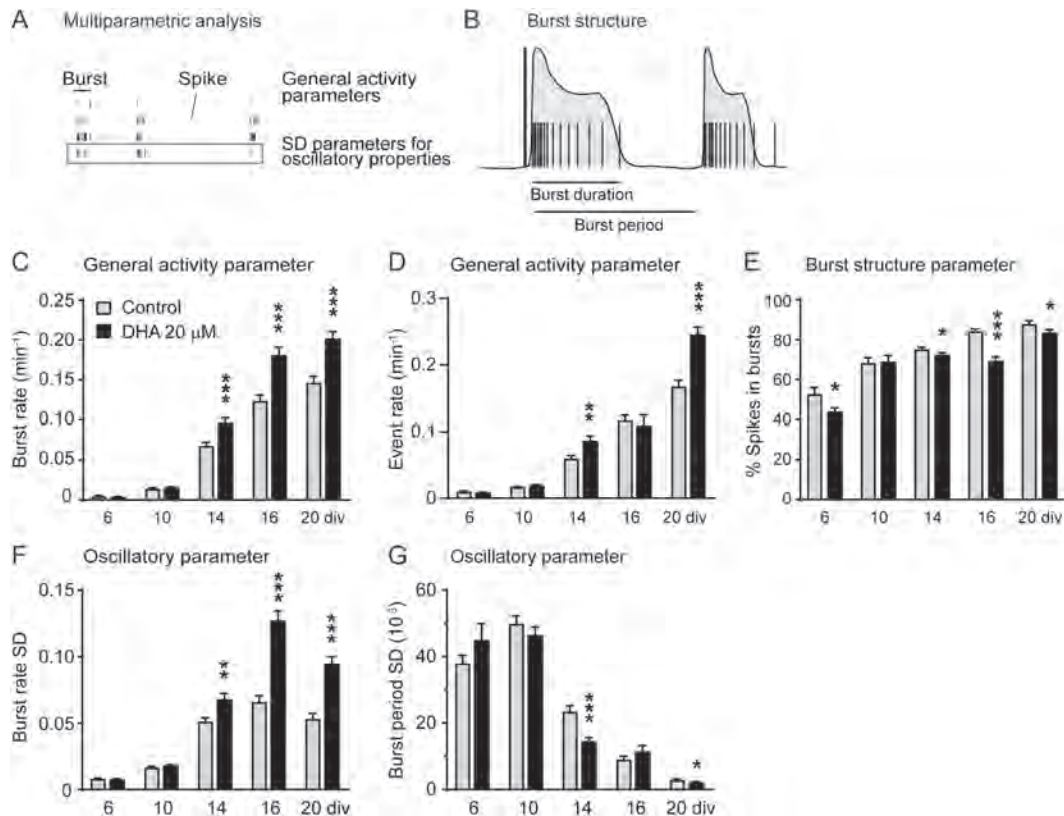 A Multiparametric analysis
Burst
Spike
General activity
parameters
SD parameters for
oscillatory properties
B Burst structure
Burst duration
Burst period
C General activity parameter
Burst rate (min⁻¹)
0.25
0.20
0.15
0.10
0.05
0
Control
DHA 20 µM
***
***
***
6 10 14 16 20 div
D General activity parameter
Event rate (min⁻¹)
0.3
0.2
0.1
0
**
***
6 10 14 16 20 div
E Burst structure parameter
% Spikes in bursts
100
80
60
40
20
0
*
*
***
*
6 10 14 16 20 div
F Oscillatory parameter
Burst rate SD
0.15
0.10
0.05
0
**
***
***
6 10 14 16 20 div
G Oscillatory parameter
Burst period SD
60
40
20
0
***
*
6 10 14 16 20 div